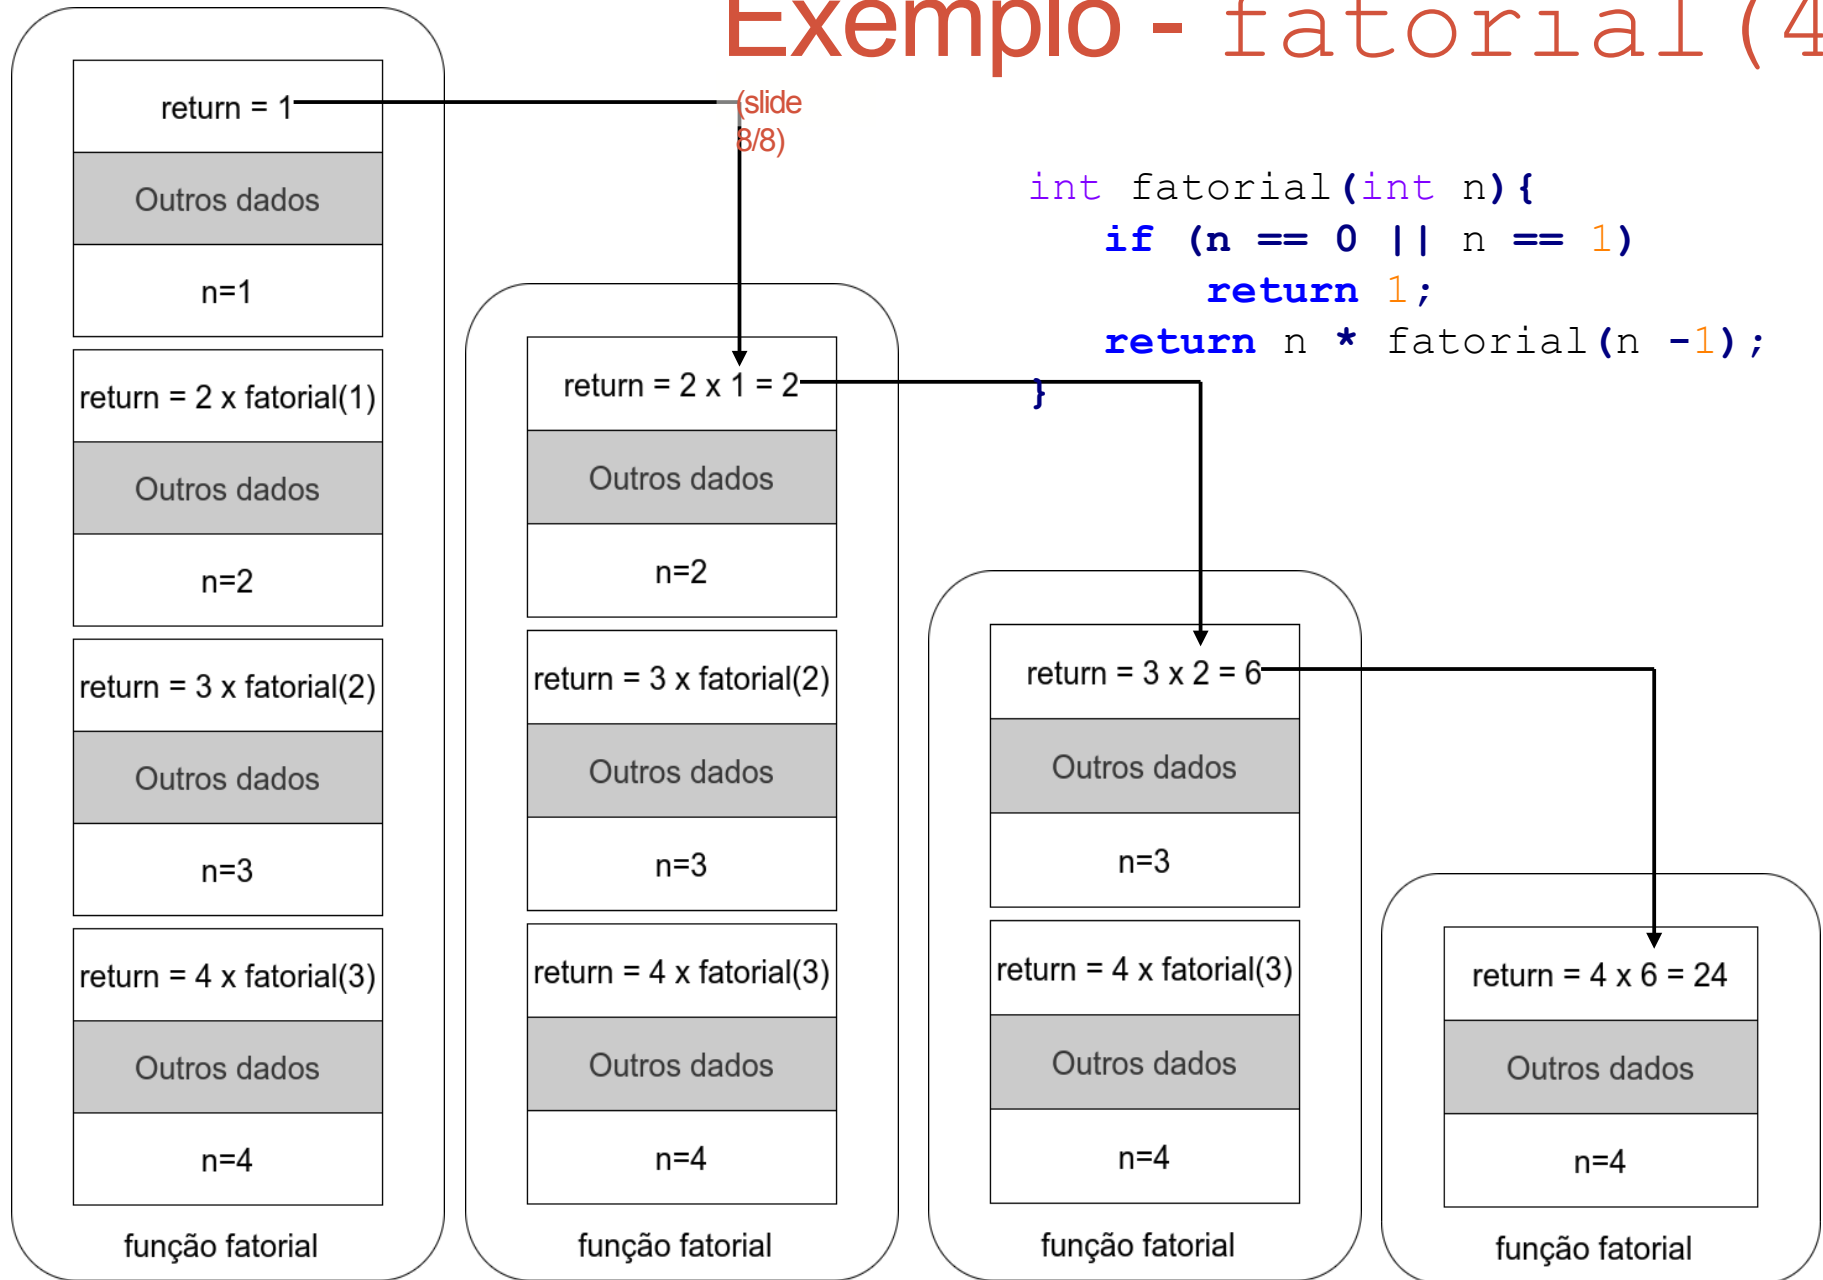 Exemplo - fatorial(4
(slide
8/8)
int fatorial(int n){
if (n == 0 || n == 1)
return 1;
return n * fatorial(n -1);
}
return = 1
Outros dados
n=1
return = 2 x fatorial(1)
Outros dados
n=2
return = 3 x fatorial(2)
Outros dados
n=3
return = 4 x fatorial(3)
Outros dados
n=4
função fatorial
return = 2 x 1 = 2
Outros dados
n=2
return = 3 x fatorial(2)
Outros dados
n=3
return = 4 x fatorial(3)
Outros dados
n=4
função fatorial
return = 3 x 2 = 6
Outros dados
n=3
return = 4 x fatorial(3)
Outros dados
n=4
função fatorial
return = 4 x 6 = 24
Outros dados
n=4
função fatorial